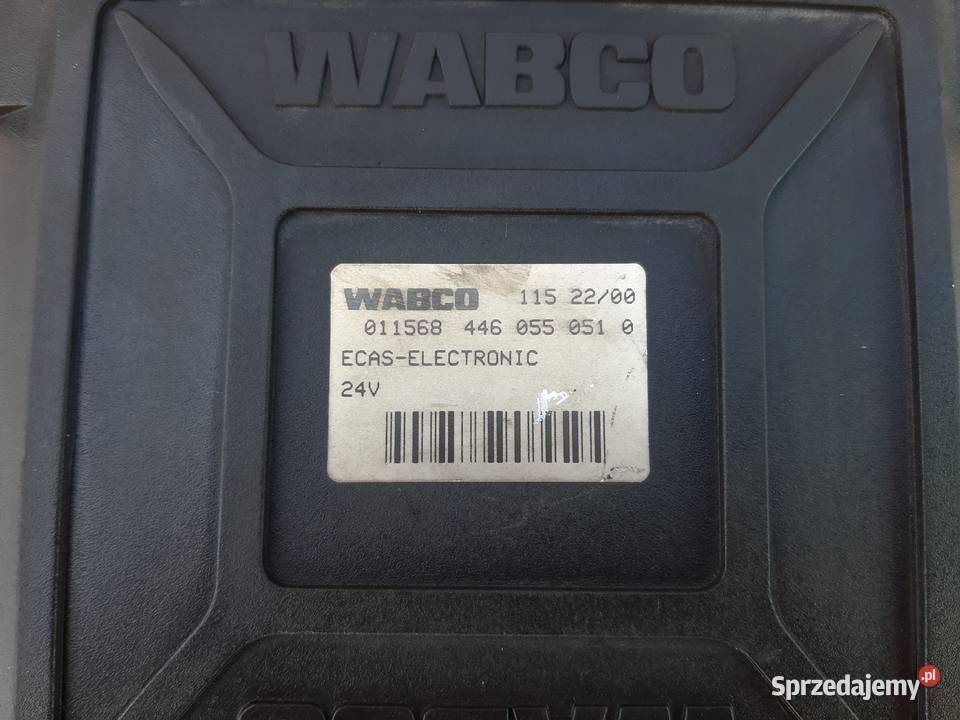 WABCO
WABCO 115 22/00
011568 446 055 051 0
ECAS-ELECTRONIC
24V
Sprzedajemy.pl